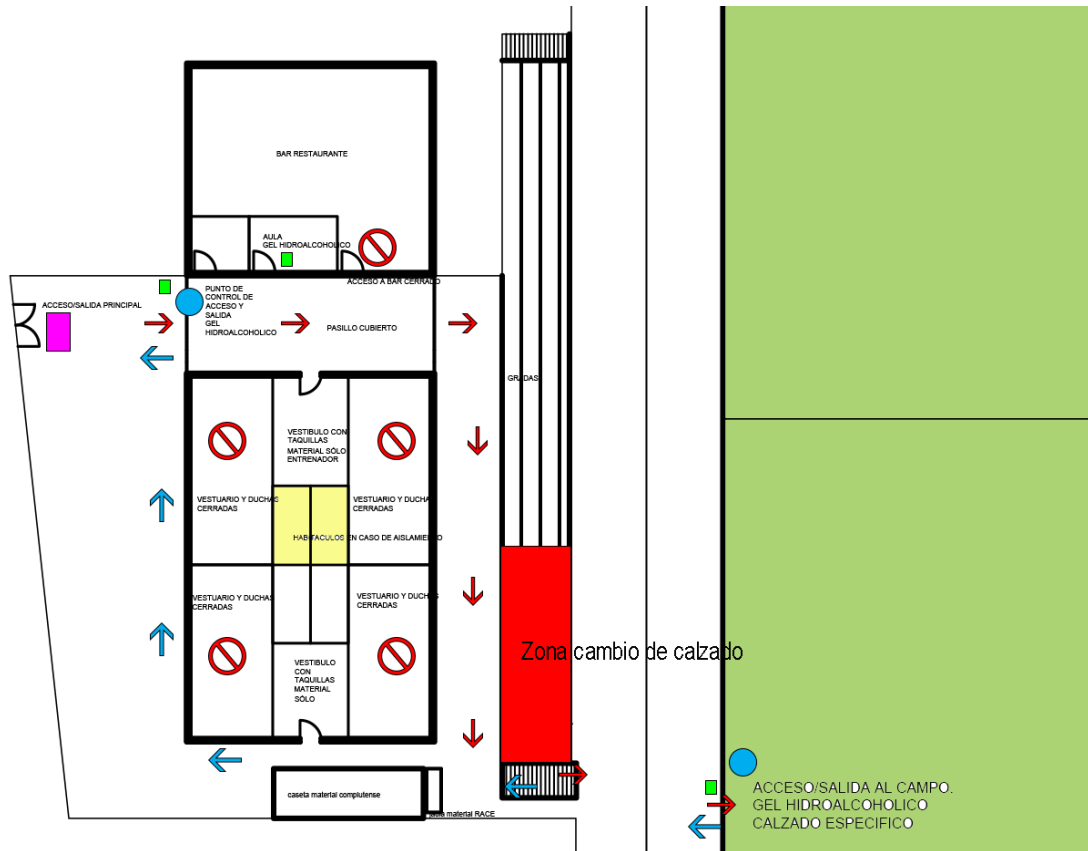 BAR RESTAURANTE
AULA
GEL HIDROALCOHOLICO
ACCESO A BAR CERRADO
ACCESO/SALIDA PRINCIPAL
PUNTO DE
CONTROL DE
ACCESO Y
SALIDA
GEL
HIDROALCOHOLICO
PASILLO CUBIERTO
GRADAS
VESTIBULO CON
TAQUILLAS
MATERIAL SÓLO
ENTRENADOR
VESTUARIO Y DUCHAS
CERRADAS
VESTUARIO Y DUCHAS
CERRADAS
HABITACULOS EN CASO DE AISLAMIENTO
VESTUARIO Y DUCHAS
CERRADAS
VESTUARIO Y DUCHAS
CERRADAS
Zona cambio de calzado
VESTIBULO
CON
TAQUILLAS
MATERIAL
SÓLO
caseta material complutense
material RACE
ACCESO/SALIDA AL CAMPO.
GEL HIDROALCOHOLICO
CALZADO ESPECIFICO